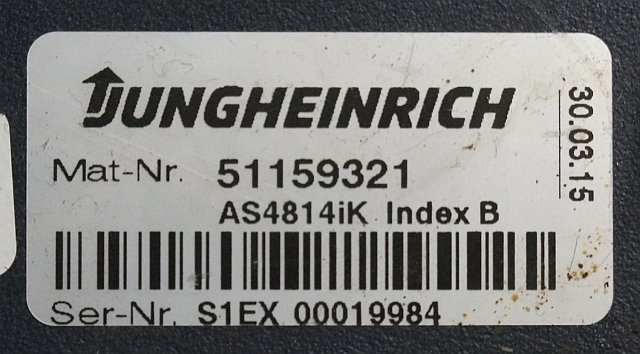 JUNGHEINRICH
Mat-Nr. 51159321
AS4814iK Index B
Ser-Nr. S1EX 00019984
30.03.15